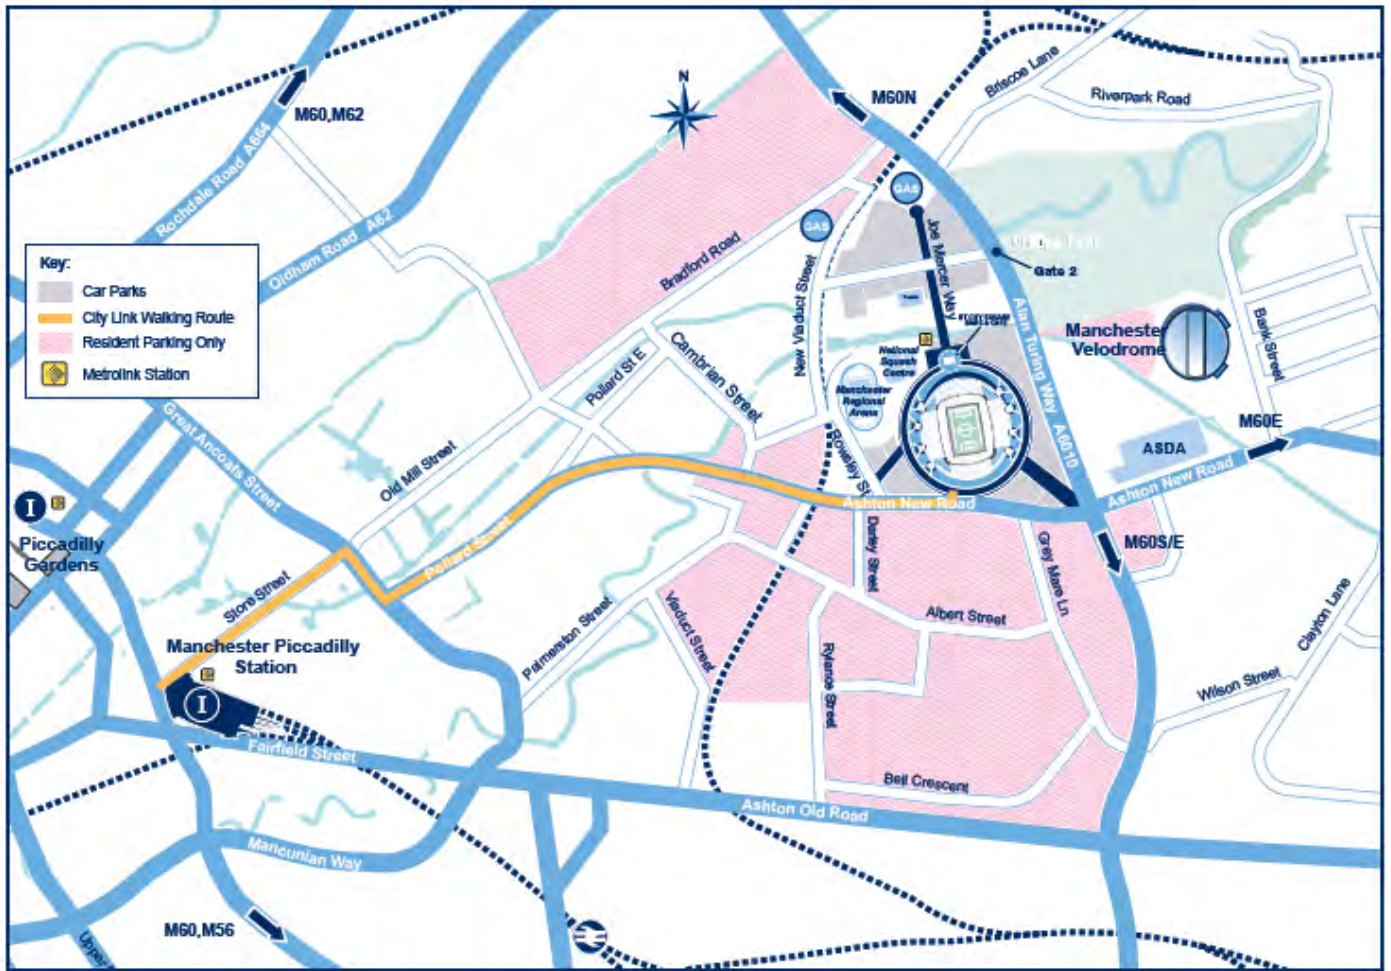 N
M60N
Briscoe Lane
Riverpark Road
M60,M62
Rochdale Road A664
Oldham Road A62
GAS
GAS
Joe Mercer Way
Gate 2
Key:
Car Parks
City Link Walking Route
Resident Parking Only
Metrolink Station
Bradford Road
New Viaduct Street
Alan Turing Way A6010
Manchester
Velodrome
Bank Street
National
Squash
Centre
Manchester
Regional
Arena
Pollard St E
Cambrian Street
Great Ancoats Street
Old Mill Street
Rowsley St
M60E
ASDA
Ashton New Road
Ashton New Road
I
Piccadilly
Gardens
Pollard Street
Store Street
Darley Street
Grey Mare Ln
M60S/E
Albert Street
Clayton Lane
Palmerston Street
Viaduct Street
Rylance Street
Wilson Street
Manchester Piccadilly
Station
I
Fairfield Street
Bell Crescent
Ashton Old Road
Mancunian Way
M60,M56
Upper